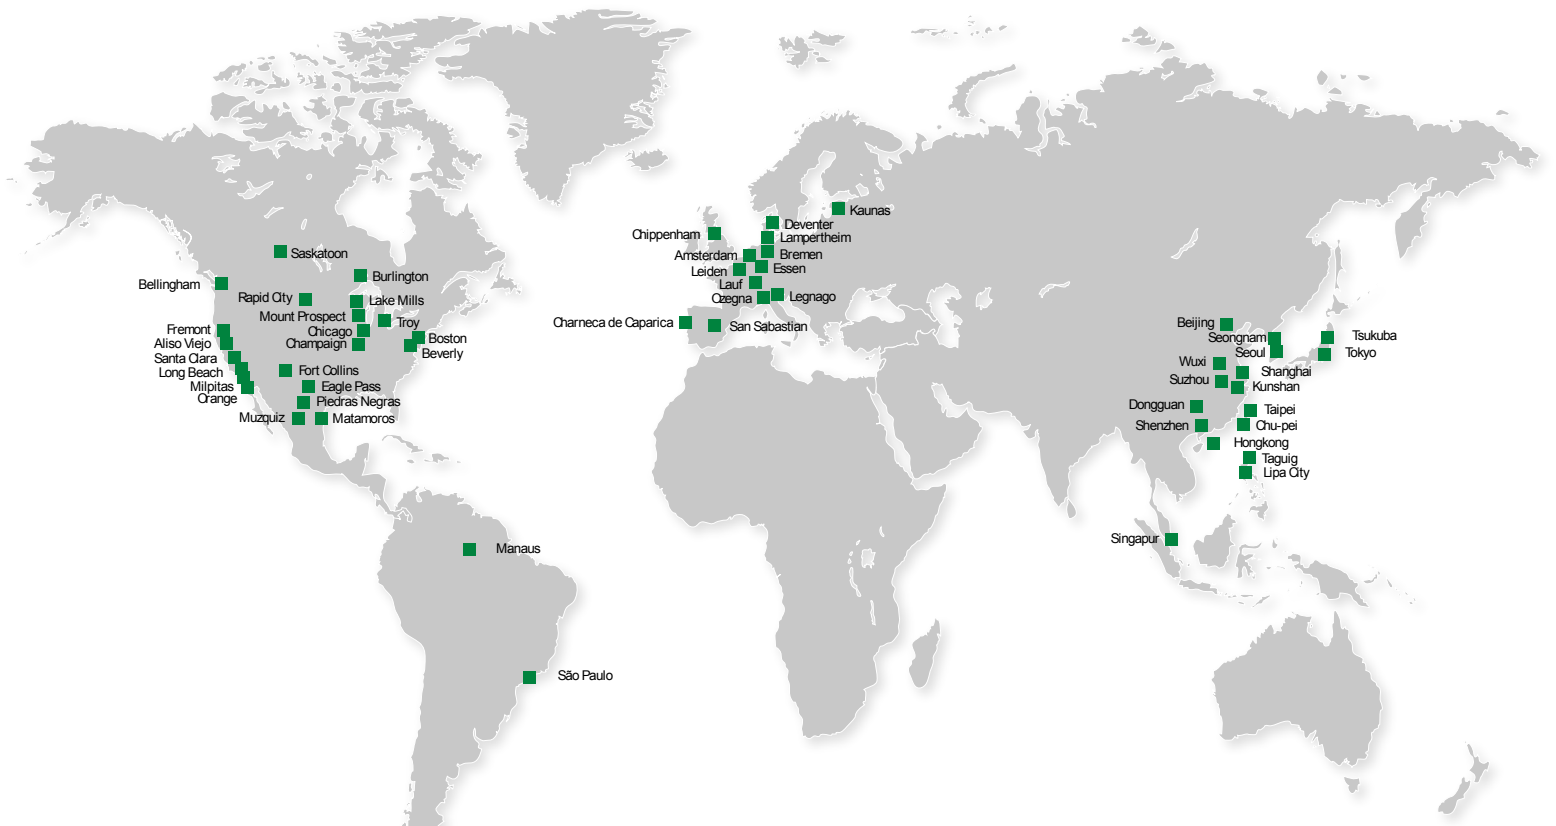 Kaunas
Deventer
Chippenham
Lampertheim
Saskatoon
Amsterdam
Bremen
Leiden
Essen
Burlington
Bellingham
Lauf
Rapid City
Lake Mills
Ozegna
Legnago
Mount Prospect
Troy
Charneca de Caparica
San Sabastian
Beijing
Fremont
Chicago
Boston
Seongnam
Tsukuba
Aliso Viejo
Champaign
Beverly
Seoul
Tokyo
Santa Clara
Wuxi
Long Beach
Fort Collins
Shanghai
Suzhou
Milpitas
Eagle Pass
Kunshan
Orange
Piedras Negras
Dongguan
Taipei
Muzquiz
Matamoros
Shenzhen
Chu-pei
Hongkong
Taguig
Lipa City
Singapur
Manaus
São Paulo